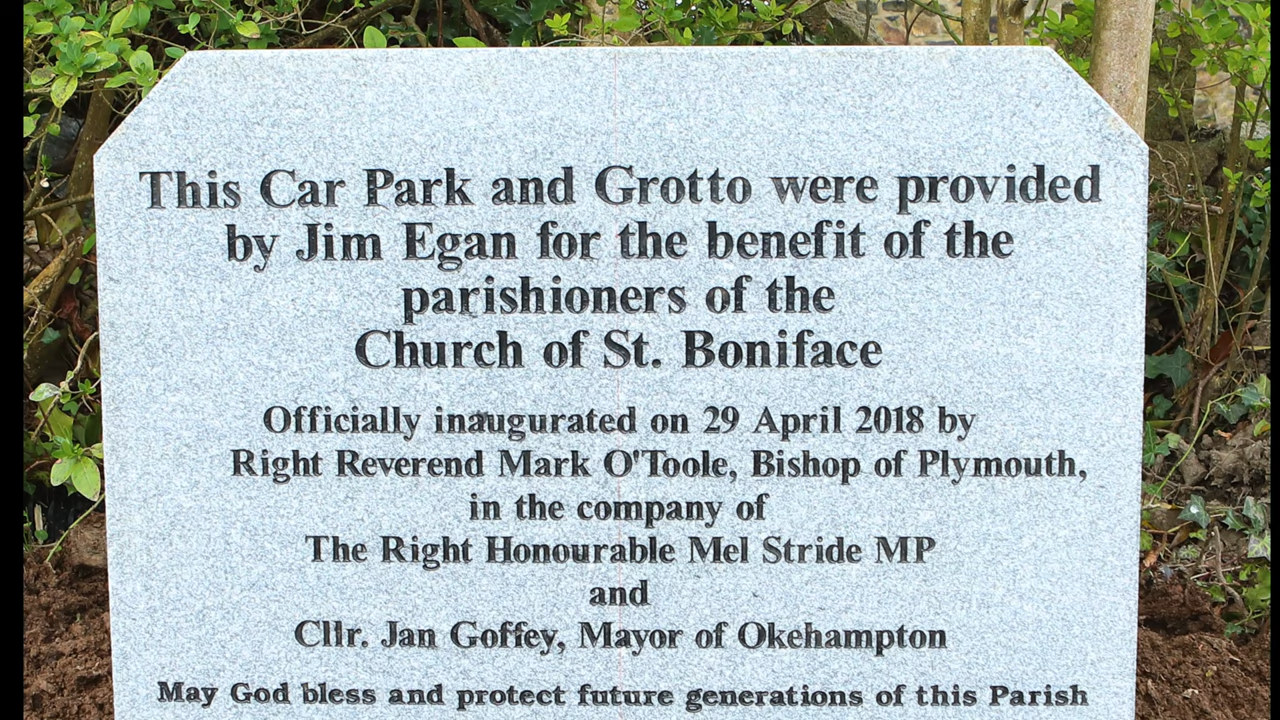 This Car Park and Grotto were provided
by Jim Egan for the benefit of the
parishioners of the
Church of St. Boniface
Officially inaugurated on 29 April 2018 by
Right Reverend Mark O'Toole, Bishop of Plymouth,
in the company of
The Right Honourable Mel Stride MP
and
Cllr. Jan Goffey, Mayor of Okehampton
May God bless and protect future generations of this Parish